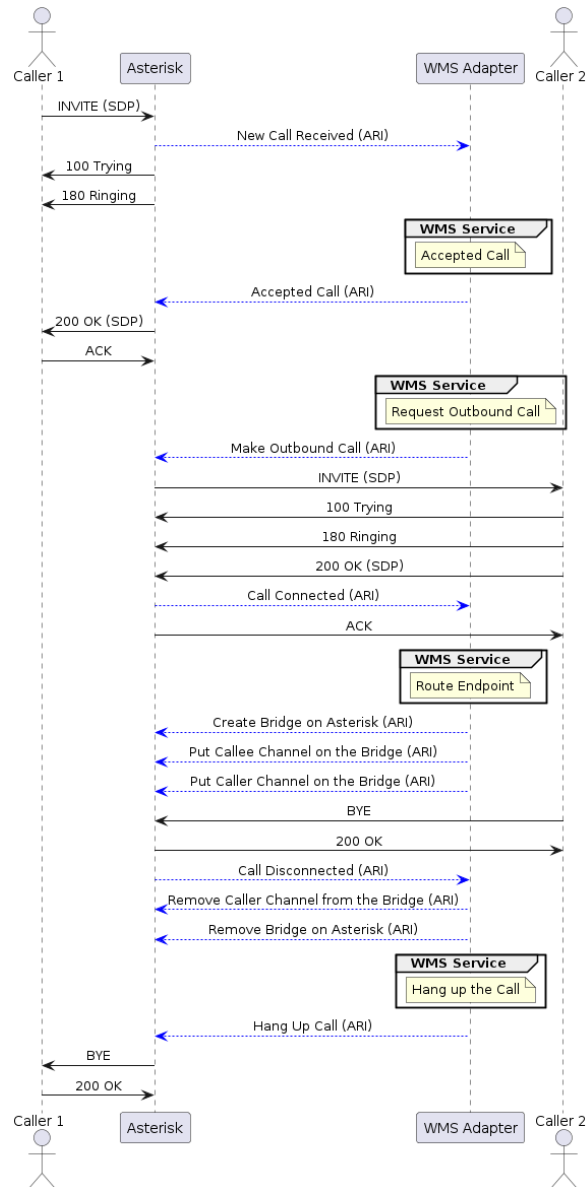 Caller 1
Asterisk
WMS Adapter
Caller 2
INVITE (SDP)
New Call Received (ARI)
100 Trying
180 Ringing
WMS Service
Accepted Call
Accepted Call (ARI)
200 OK (SDP)
ACK
WMS Service
Request Outbound Call
Make Outbound Call (ARI)
INVITE (SDP)
100 Trying
180 Ringing
200 OK (SDP)
Call Connected (ARI)
ACK
WMS Service
Route Endpoint
Create Bridge on Asterisk (ARI)
Put Callee Channel on the Bridge (ARI)
Put Caller Channel on the Bridge (ARI)
BYE
200 OK
Call Disconnected (ARI)
Remove Caller Channel from the Bridge (ARI)
Remove Bridge on Asterisk (ARI)
WMS Service
Hang up the Call
Hang Up Call (ARI)
BYE
200 OK
Caller 1
Asterisk
WMS Adapter
Caller 2